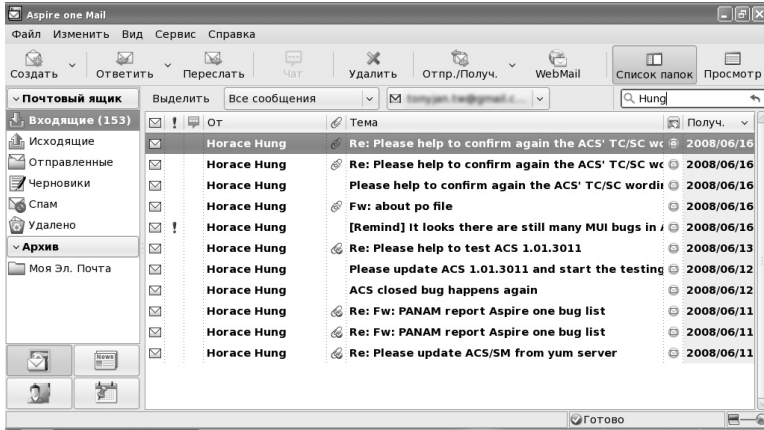 Aspire one Mail
Файл Изменить Вид Сервис Справка
Создать Ответить Переслать Чат Удалить Отпр./Получ. WebMail Список папок Просмотр
Почтовый ящик Выделить Все сообщения Hung
Входящие (153) ! От Тема Получ.
Исходящие
Отправленные
Черновики
Спам
Удалено
Архив
Моя Эл. Почта
Horace Hung Re: Please help to confirm again the ACS' TC/SC wo 2008/06/16
Horace Hung Re: Please help to confirm again the ACS' TC/SC wo 2008/06/16
Horace Hung Please help to confirm again the ACS' TC/SC wordin 2008/06/16
Horace Hung Fw: about po file 2008/06/16
! Horace Hung [Remind] It looks there are still many MUI bugs in A 2008/06/16
Horace Hung Re: Please help to test ACS 1.01.3011 2008/06/13
Horace Hung Please update ACS 1.01.3011 and start the testing 2008/06/12
Horace Hung ACS closed bug happens again 2008/06/12
Horace Hung Re: Fw: PANAM report Aspire one bug list 2008/06/11
Horace Hung Re: Fw: PANAM report Aspire one bug list 2008/06/11
Horace Hung Re: Please update ACS/SM from yum server 2008/06/11
News
Готово